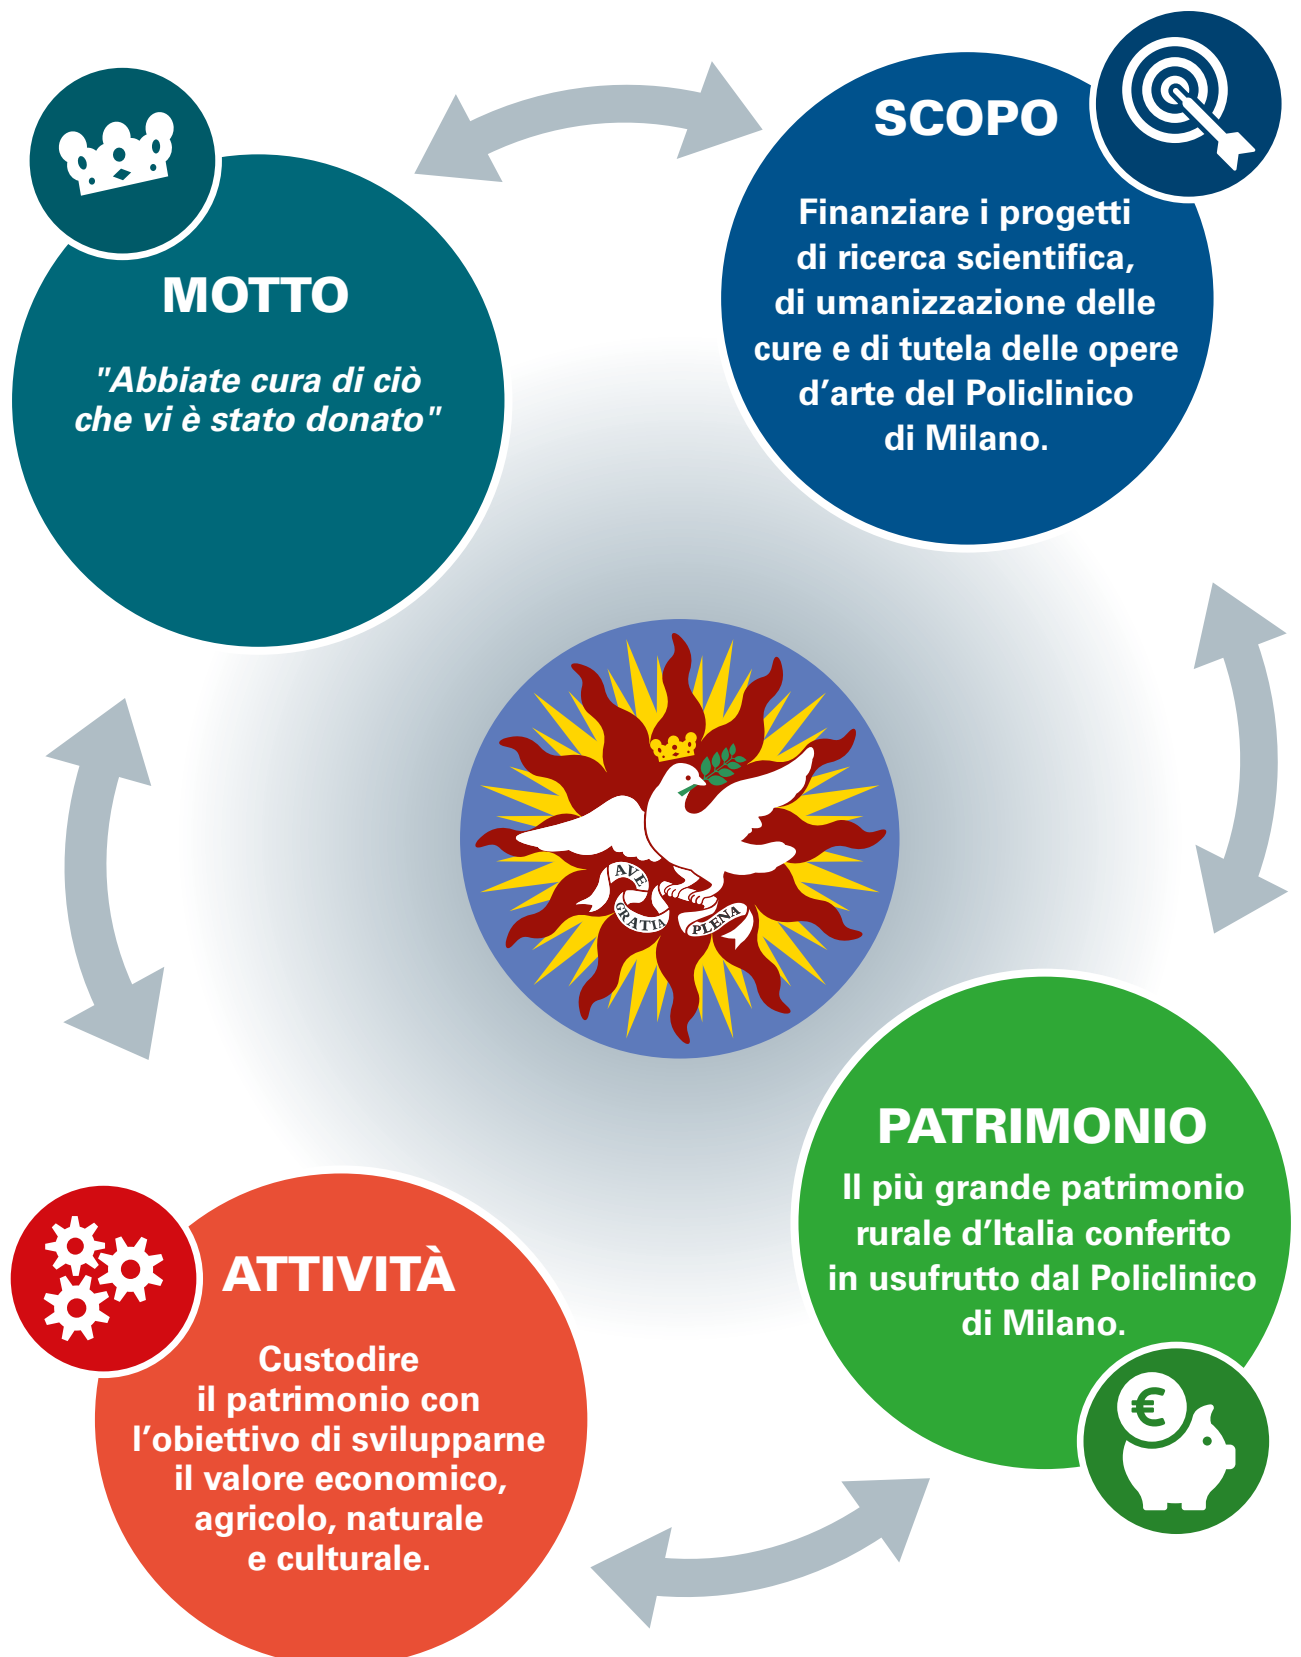 MOTTO
"Abbiate cura di ciò
che vi è stato donato"
SCOPO
Finanziare i progetti
di ricerca scientifica,
di umanizzazione delle
cure e di tutela delle opere
d’arte del Policlinico
di Milano.
AVE
GRATIA
PLENA
PATRIMONIO
Il più grande patrimonio
rurale d’Italia conferito
in usufrutto dal Policlinico
di Milano.
€
ATTIVITÀ
Custodire
il patrimonio con
l’obiettivo di svilupparne
il valore economico,
agricolo, naturale
e culturale.